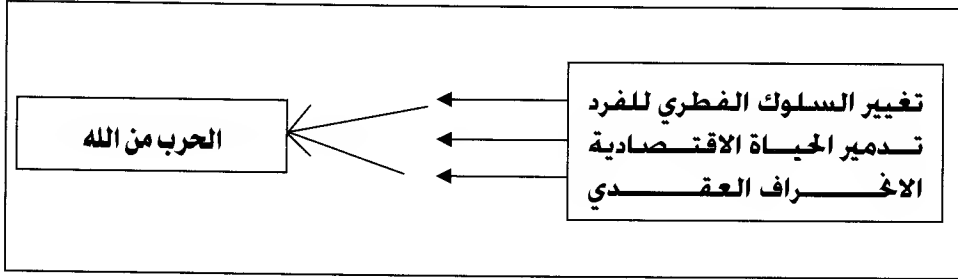 تغيير السلوك الفطري للفرد
تدمير الحياة الاقتصادية
الانحراف العقدي
الحرب من الله